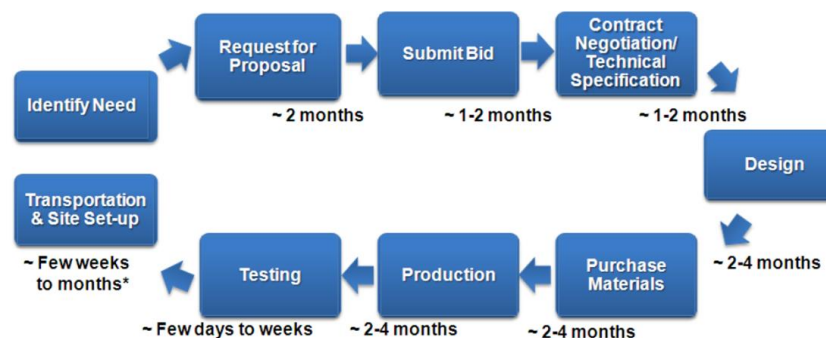 Identify Need
Request for
Proposal
~ 2 months
Submit Bid
~ 1-2 months
Contract
Negotiation/
Technical
Specification
~ 1-2 months
Design
~ 2-4 months
Purchase
Materials
~ 2-4 months
Production
~ 2-4 months
Testing
~ Few days to weeks
Transportation
& Site Set-up
~ Few weeks
to months*